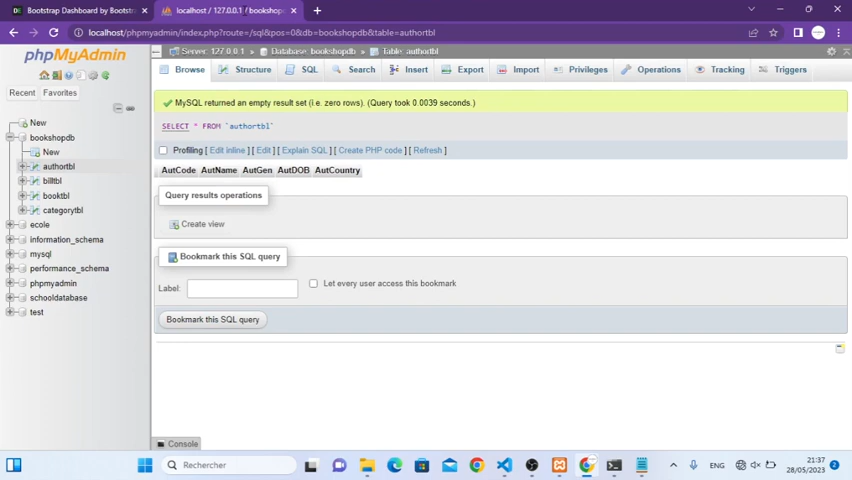 Bootstrap Dashboard by Bootstra
localhost / 127.0.0.1 / bookshop
localhost/phpmyadmin/index.php?route=/sql&pos=0&db=bookshopdb&table=authortbl
phpMyAdmin
Recent Favorites
New
bookshopdb
New
authortbl
billtbl
booktbl
categorytbl
ecole
information_schema
mysql
performance_schema
phpmyadmin
schooldatabase
test
Server: 127.0.0.1 » Database: bookshopdb » Table: authortbl
Browse Structure SQL Search Insert Export Import Privileges Operations Tracking Triggers
MySQL returned an empty result set (i.e. zero rows). (Query took 0.0039 seconds.)
SELECT * FROM `authortbl`
Profiling [ Edit inline ] [ Edit ] [ Explain SQL ] [ Create PHP code ] [ Refresh ]
AutCode AutName AutGen AutDOB AutCountry
Query results operations
Create view
Bookmark this SQL query
Label: Let every user access this bookmark
Bookmark this SQL query
Console
Rechercher
ENG
21:37
28/05/2023
2